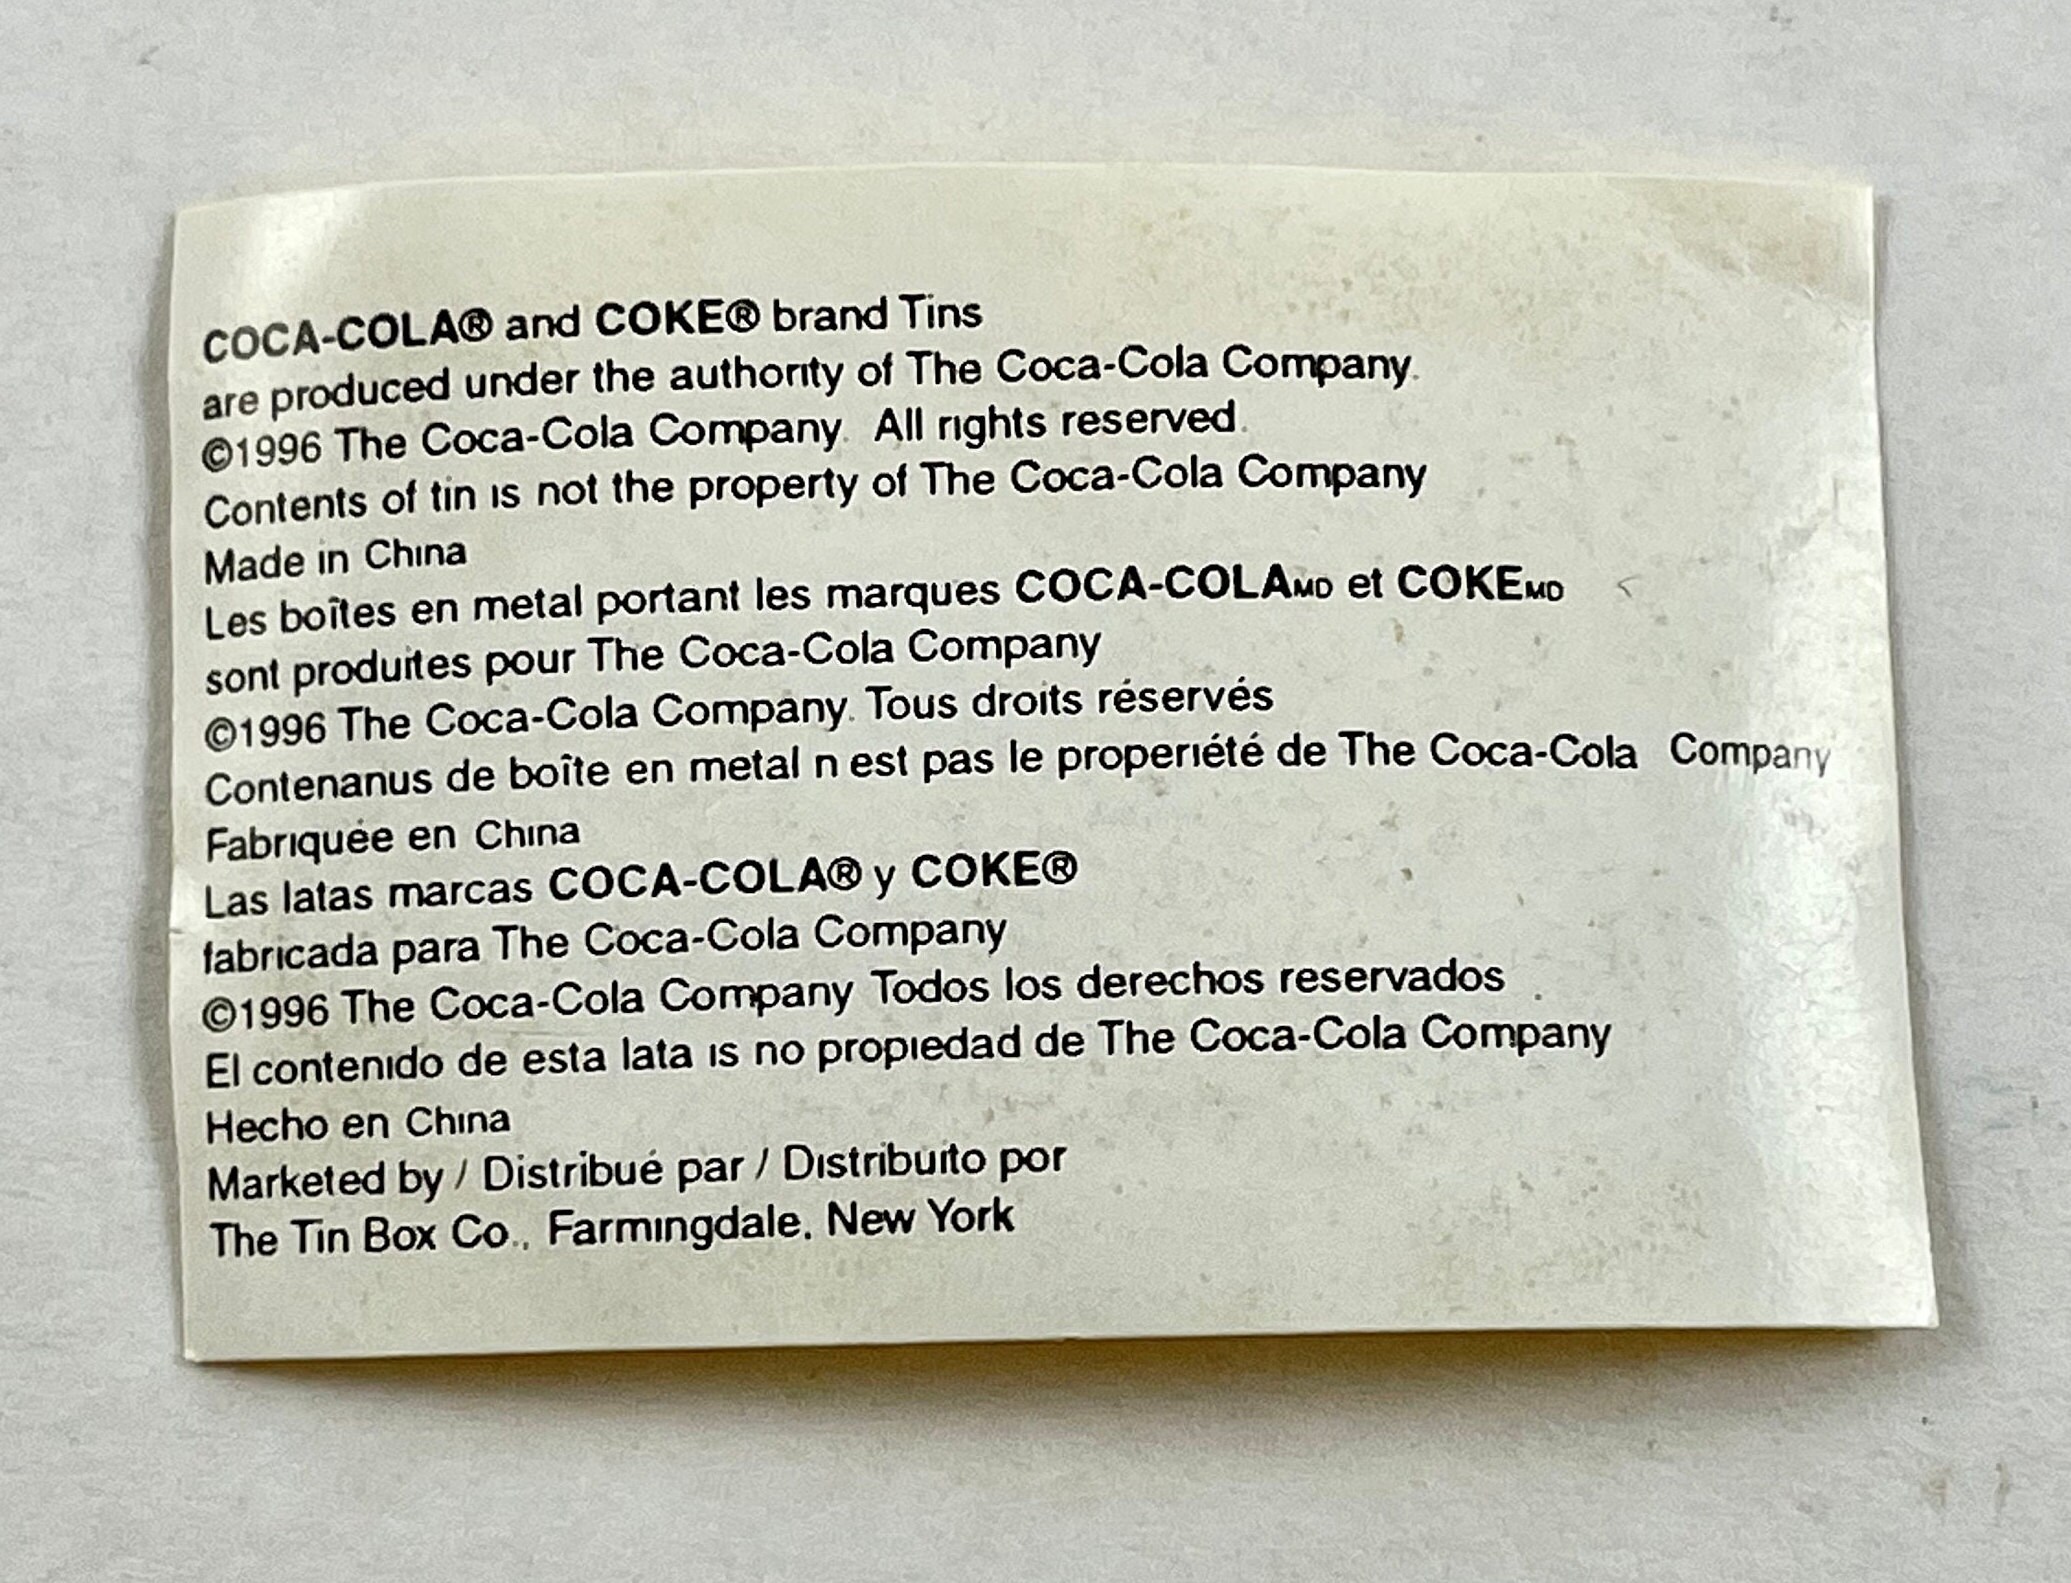 COCA-COLA® and COKE® brand Tins
are produced under the authority of The Coca-Cola Company.
©1996 The Coca-Cola Company. All rights reserved.
Contents of tin is not the property of The Coca-Cola Company
Made in China
Les boîtes en metal portant les marques COCA-COLAMD et COKEMD
sont produites pour The Coca-Cola Company
©1996 The Coca-Cola Company. Tous droits réservés
Contenanus de boîte en metal n est pas le properiété de The Coca-Cola Company
Fabriquée en China
Las latas marcas COCA-COLA® y COKE®
fabricada para The Coca-Cola Company
©1996 The Coca-Cola Company Todos los derechos reservados
El contenido de esta lata is no propiedad de The Coca-Cola Company
Hecho en China
Marketed by / Distribué par / Distribuito por
The Tin Box Co., Farmingdale, New York